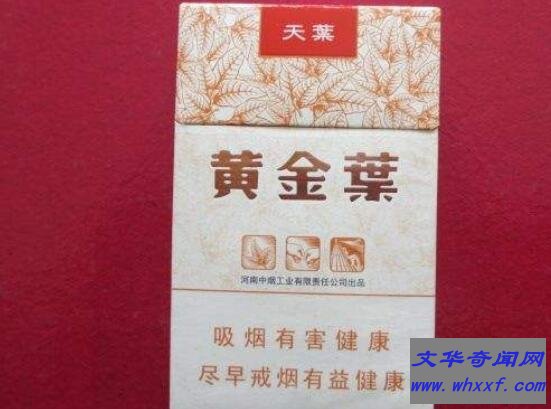 天葉
黄金葉
河南中烟工业有限责任公司出品
吸烟有害健康
尽早戒烟有益健康
文华奇闻网
www.whxxf.com